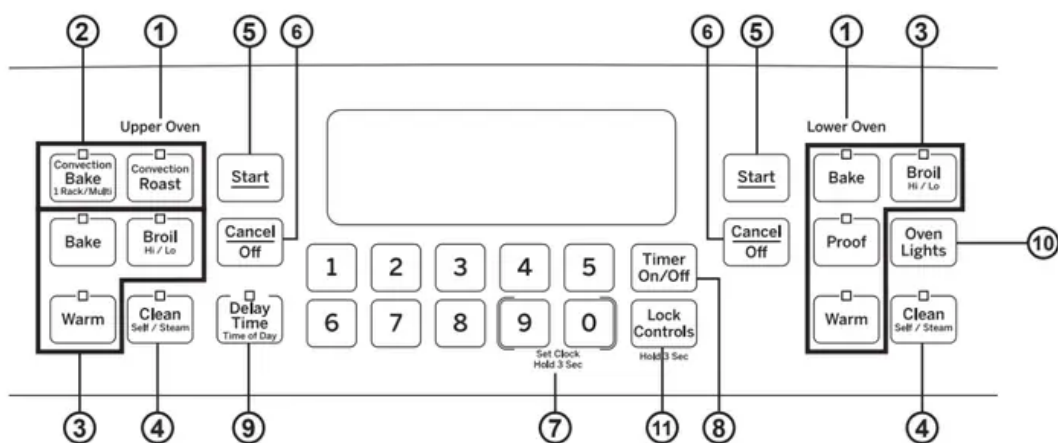 2 1 5 6 6 5 1 3
Upper Oven
Lower Oven
Convection
Bake
1 Rack/Multi
Convection
Roast
Start
Start
Bake
Broil
Hi / Lo
Bake
Broil
Hi / Lo
Cancel
Off
Cancel
Off
Proof
Oven
Lights
10
1 2 3 4 5
Timer
On/Off
Warm
Clean
Self / Steam
Delay
Time
Time of Day
6 7 8 9 0
Lock
Controls
Warm
Clean
Self / Steam
Set Clock
Hold 3 Sec
Hold 3 Sec
3 4 9 7 11 8 4